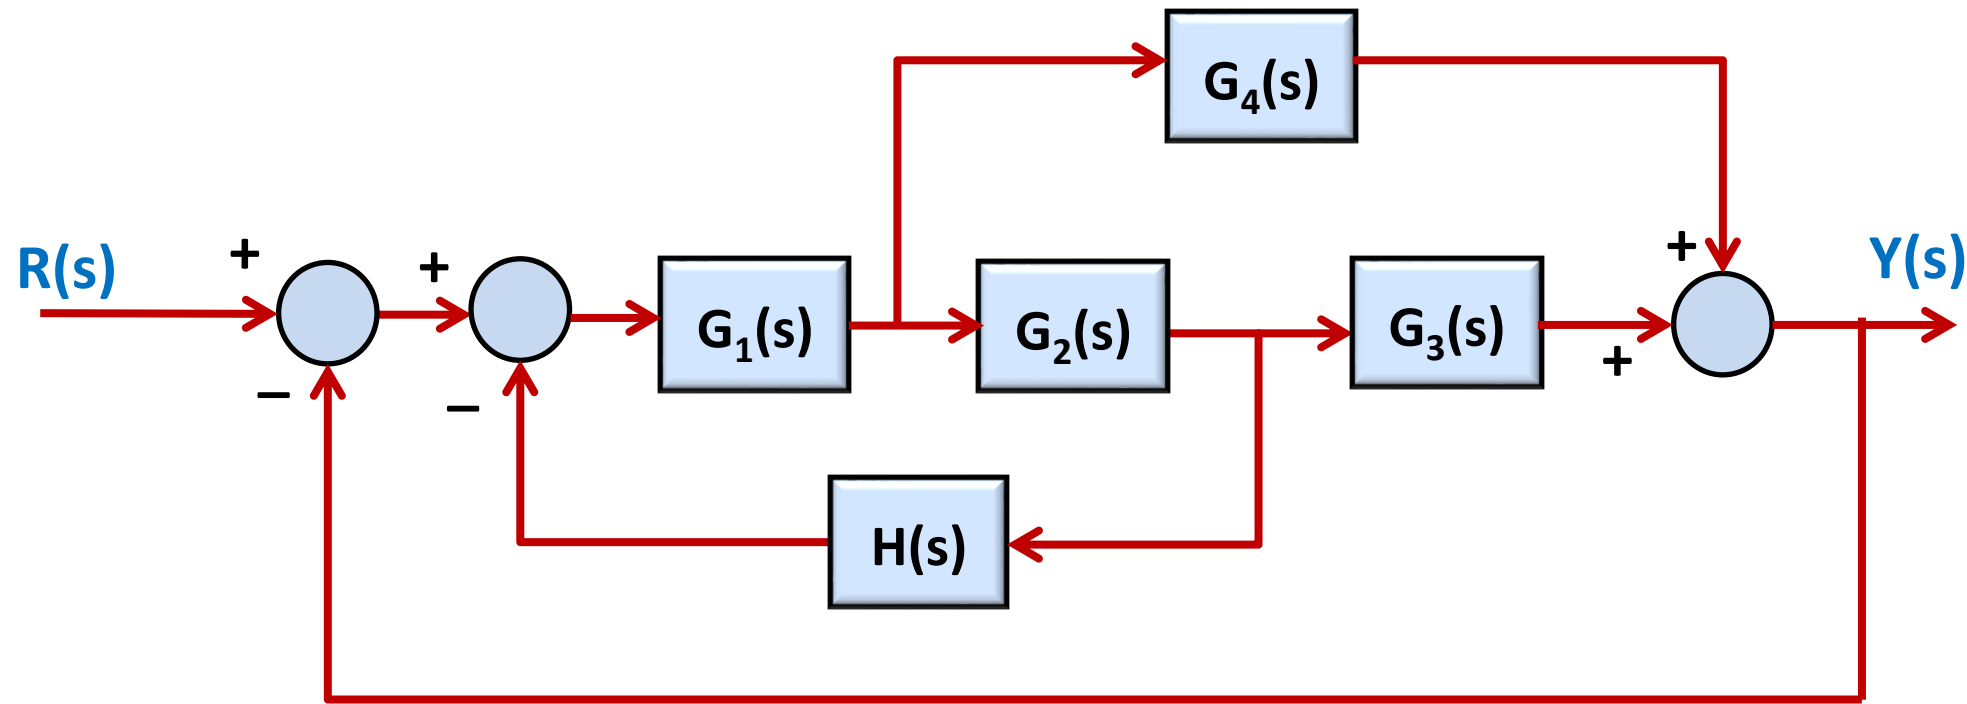 G₄(s)
R(s)
+
+
G₁(s)
G₂(s)
G₃(s)
+
+
Y(s)
−
−
H(s)